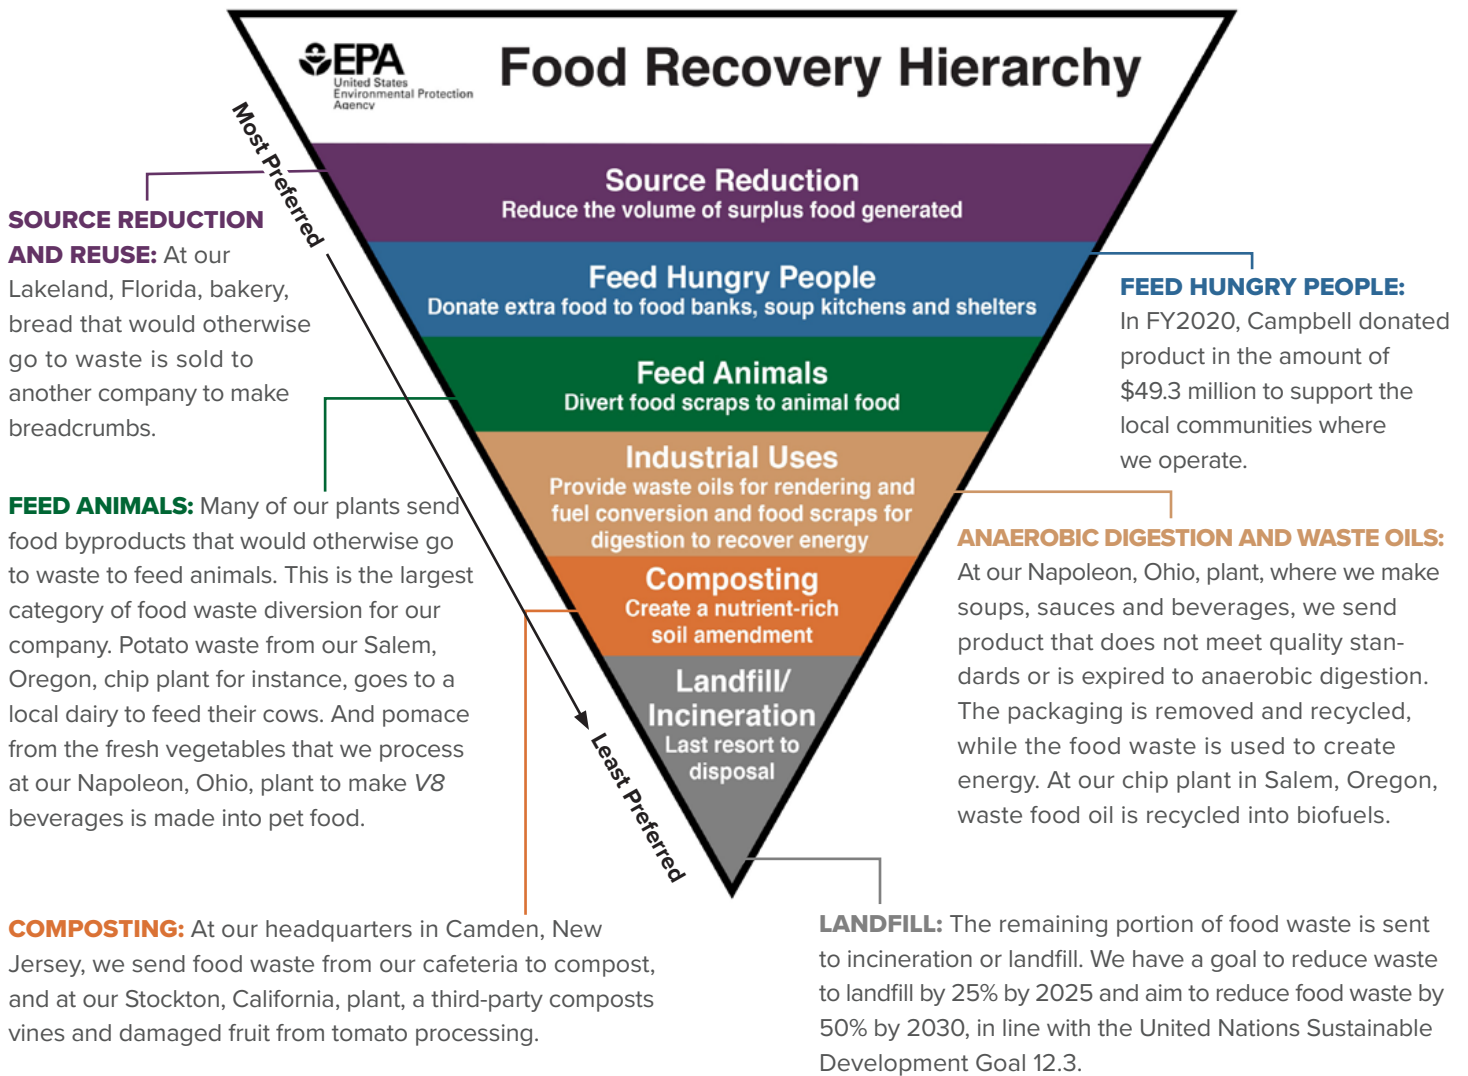 EPA
United States
Environmental Protection
Agency
Food Recovery Hierarchy
Most Preferred
Source Reduction
Reduce the volume of surplus food generated
Feed Hungry People
Donate extra food to food banks, soup kitchens and shelters
Feed Animals
Divert food scraps to animal food
Industrial Uses
Provide waste oils for rendering and
fuel conversion and food scraps for
digestion to recover energy
Composting
Create a nutrient-rich
soil amendment
Landfill/
Incineration
Last resort to
disposal
Least Preferred
SOURCE REDUCTION
AND REUSE: At our
Lakeland, Florida, bakery,
bread that would otherwise
go to waste is sold to
another company to make
breadcrumbs.
FEED HUNGRY PEOPLE:
In FY2020, Campbell donated
product in the amount of
$49.3 million to support the
local communities where
we operate.
FEED ANIMALS: Many of our plants send
food byproducts that would otherwise go
to waste to feed animals. This is the largest
category of food waste diversion for our
company. Potato waste from our Salem,
Oregon, chip plant for instance, goes to a
local dairy to feed their cows. And pomace
from the fresh vegetables that we process
at our Napoleon, Ohio, plant to make V8
beverages is made into pet food.
ANAEROBIC DIGESTION AND WASTE OILS:
At our Napoleon, Ohio, plant, where we make
soups, sauces and beverages, we send
product that does not meet quality stan-
dards or is expired to anaerobic digestion.
The packaging is removed and recycled,
while the food waste is used to create
energy. At our chip plant in Salem, Oregon,
waste food oil is recycled into biofuels.
COMPOSTING: At our headquarters in Camden, New
Jersey, we send food waste from our cafeteria to compost,
and at our Stockton, California, plant, a third-party composts
vines and damaged fruit from tomato processing.
LANDFILL: The remaining portion of food waste is sent
to incineration or landfill. We have a goal to reduce waste
to landfill by 25% by 2025 and aim to reduce food waste by
50% by 2030, in line with the United Nations Sustainable
Development Goal 12.3.